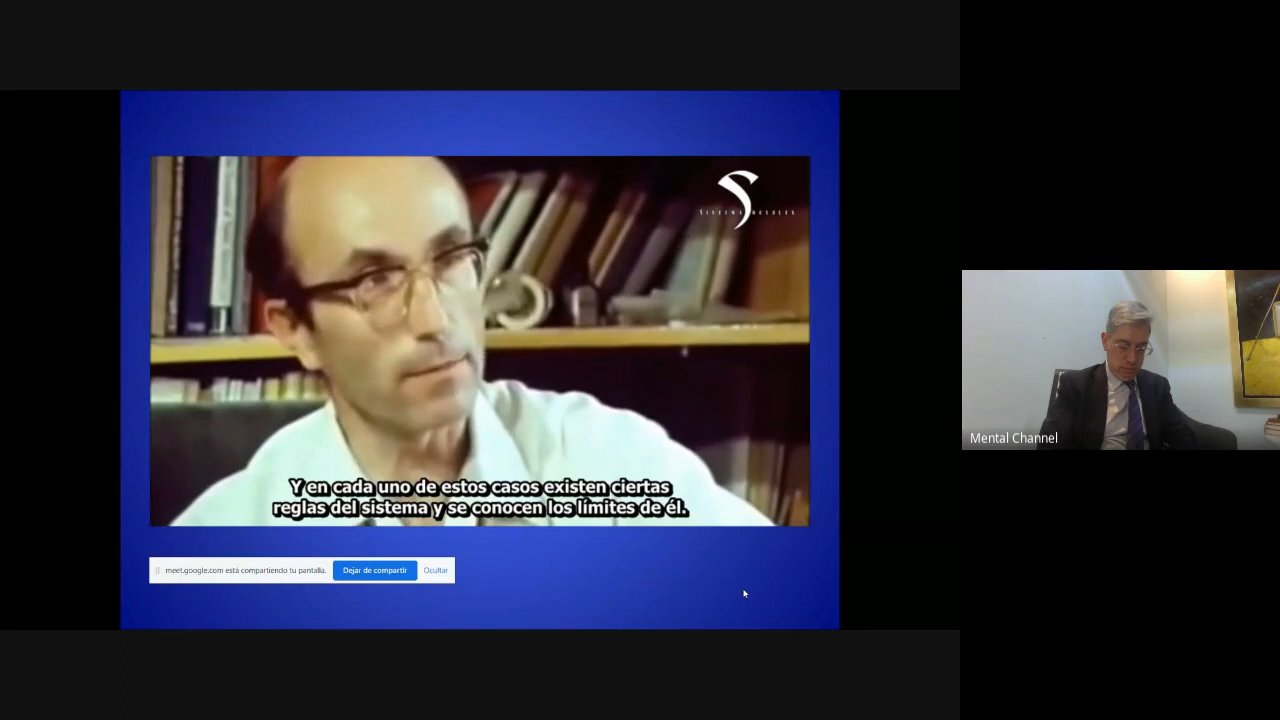 Y en cada uno de estos casos existen ciertas
reglas del sistema y se conocen los límites de él.
meet.google.com está compartiendo tu pantalla.
Dejar de compartir
Ocultar
Mental Channel